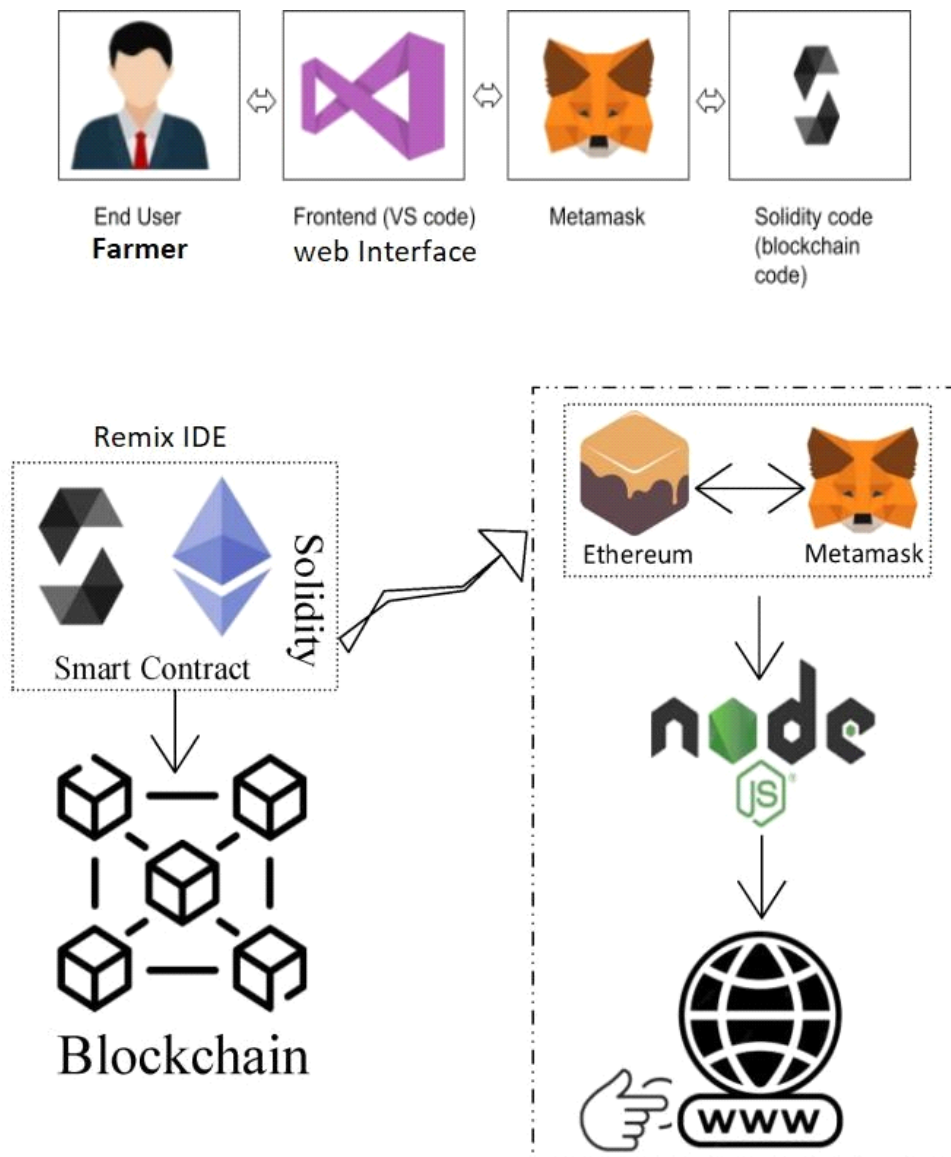 End User
Farmer
Frontend (VS code)
web Interface
Metamask
Solidity code
(blockchain
code)
Remix IDE
Solidity
Smart Contract
Ethereum
Metamask
node
JS®
Blockchain
www